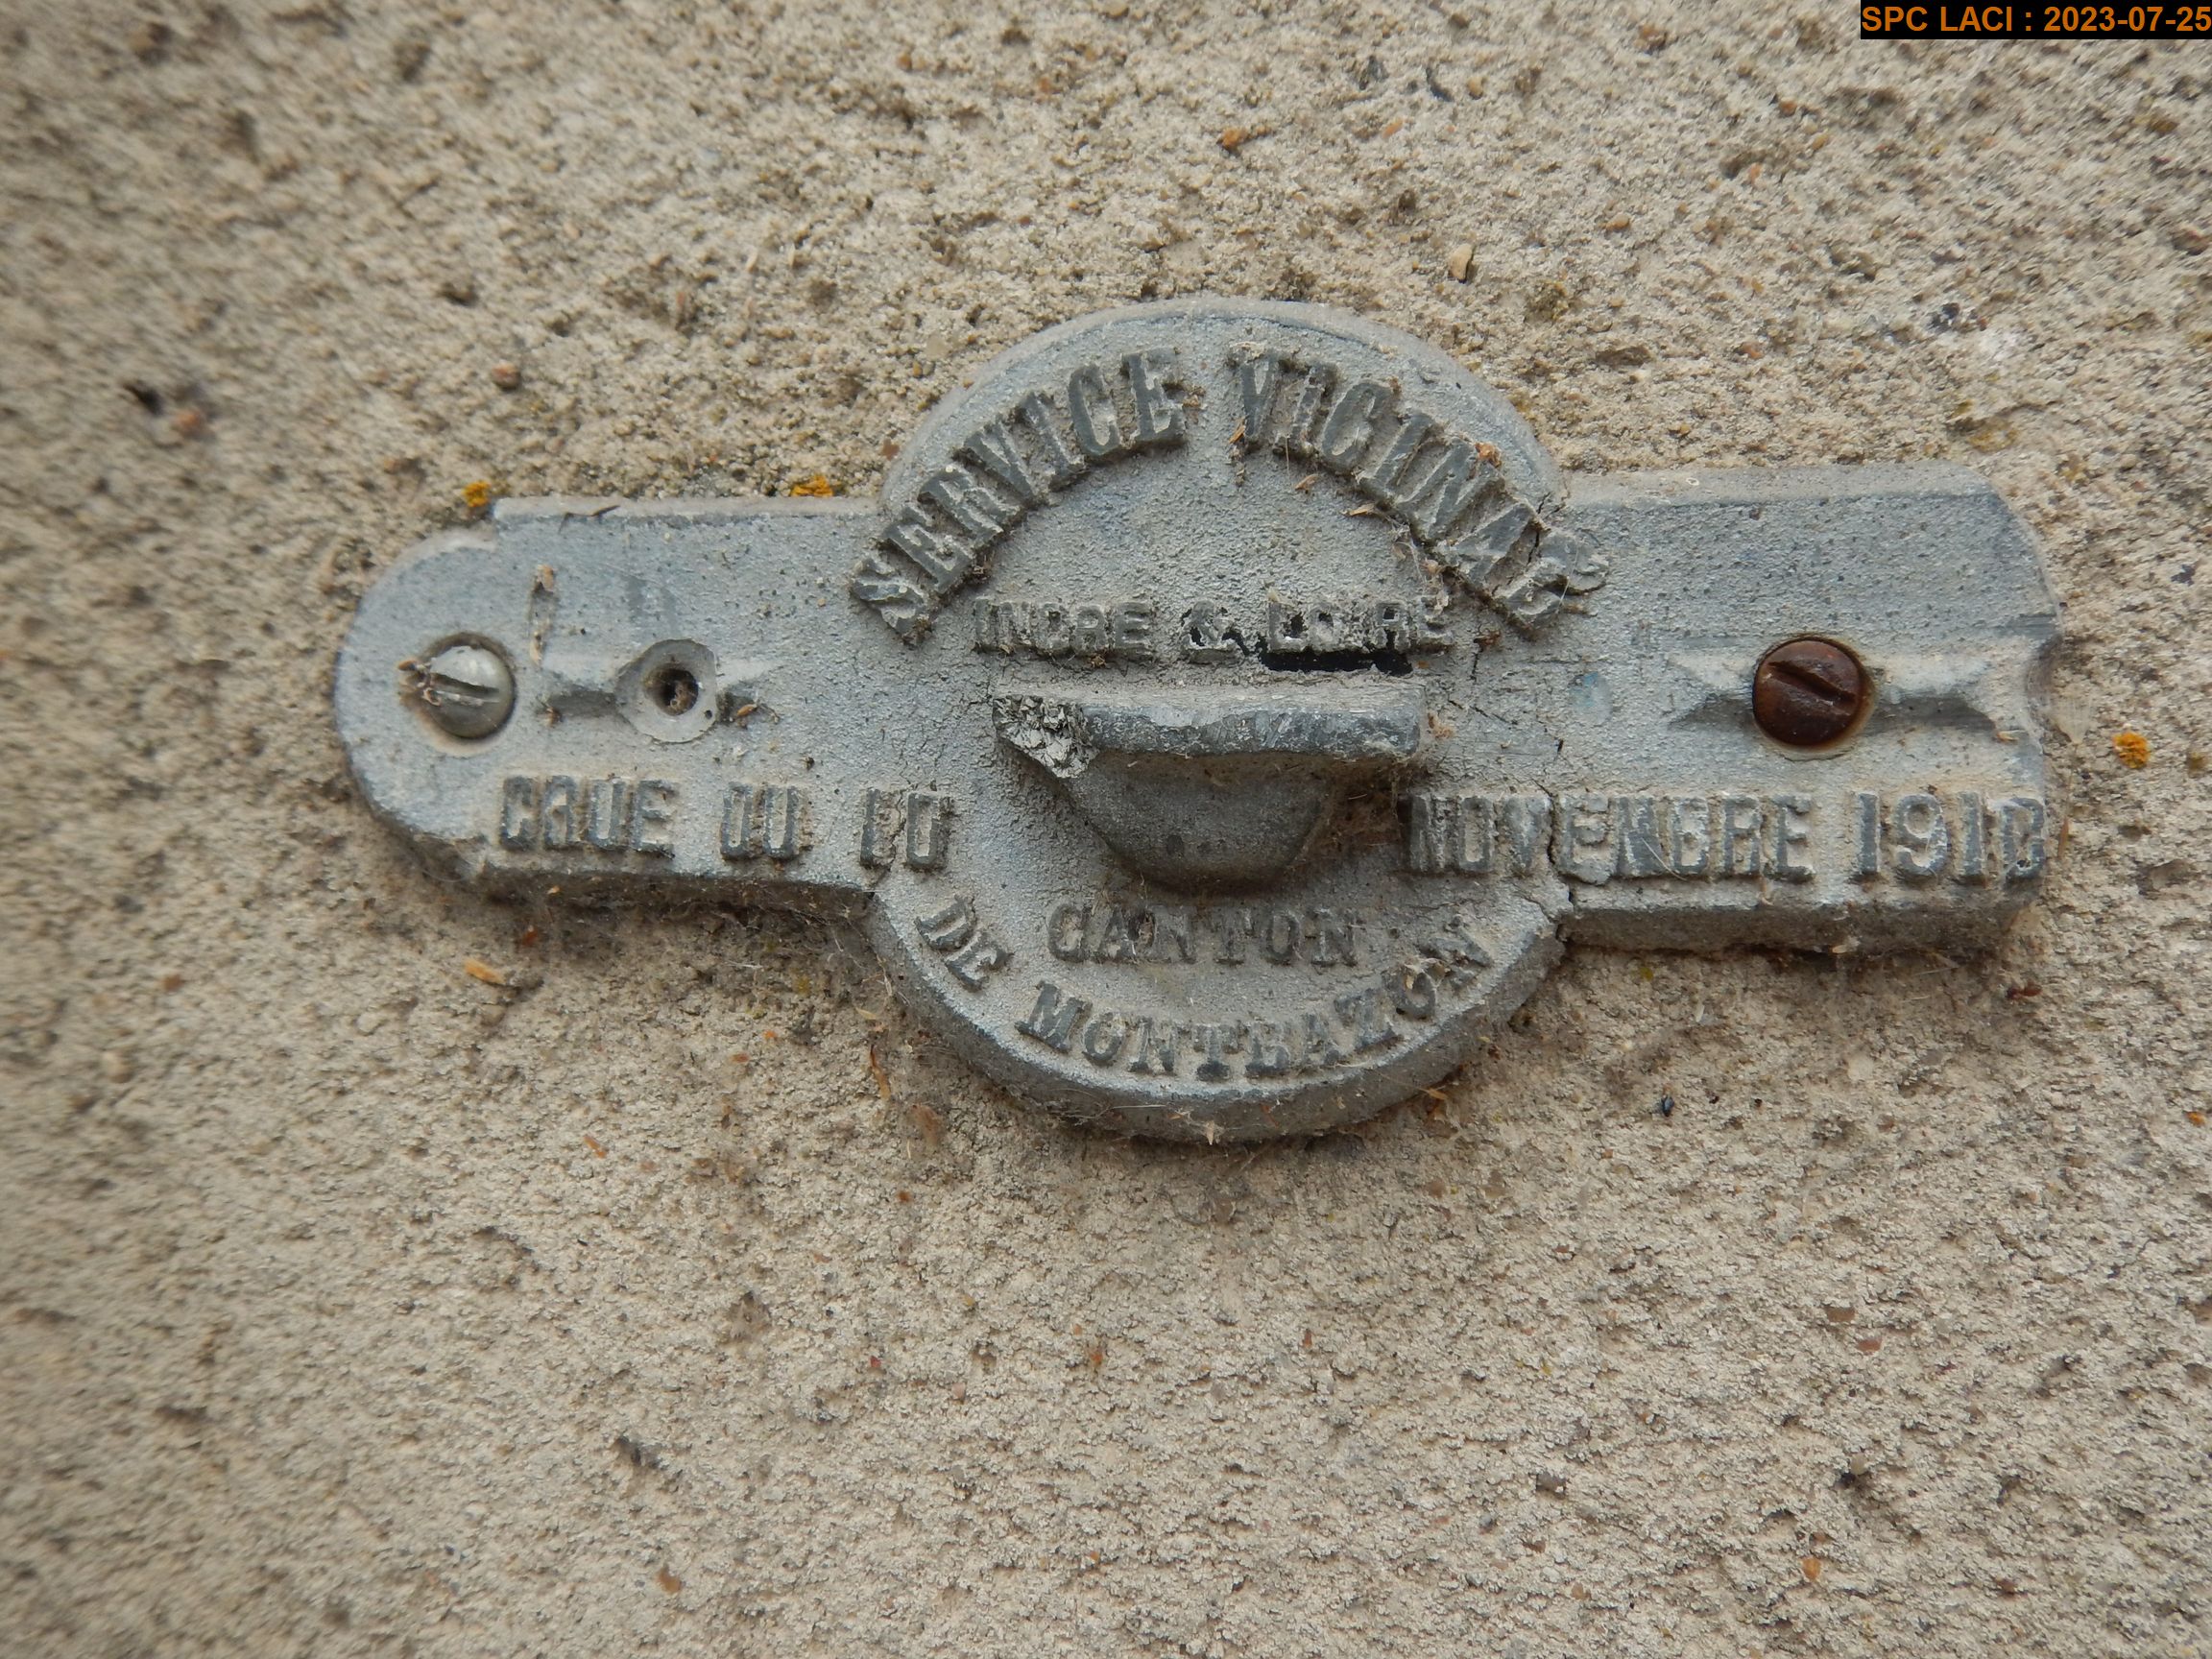 SPC LACI : 2023-07-25
SERVICE VICINAL
INDRE & LOIRE
CRUE DU 10 NOVEMBRE 1910
CANTON
DE MONTBAZON